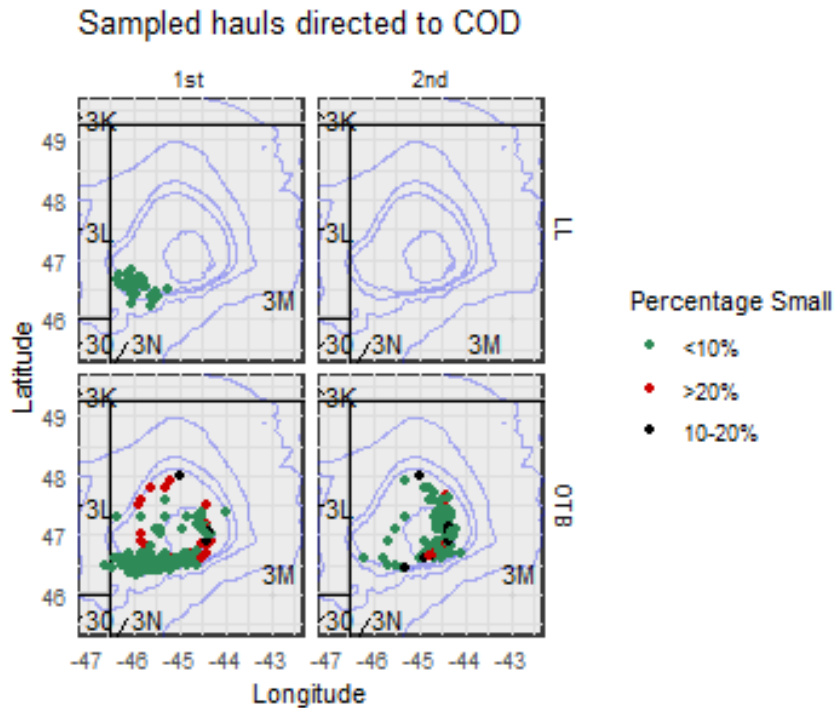 Sampled hauls directed to COD
1st 2nd
3K
49
48
3L 3L
47
3M
46
3O/3N 3O/3N 3M
LL
3K
49
48
3L 3L
47
3M 3M
46
3O/3N 3O/3N
OTB
Latitude
-47 -46 -45 -44 -43 -47 -46 -45 -44 -43
Longitude
Percentage Small
<10%
>20%
10-20%